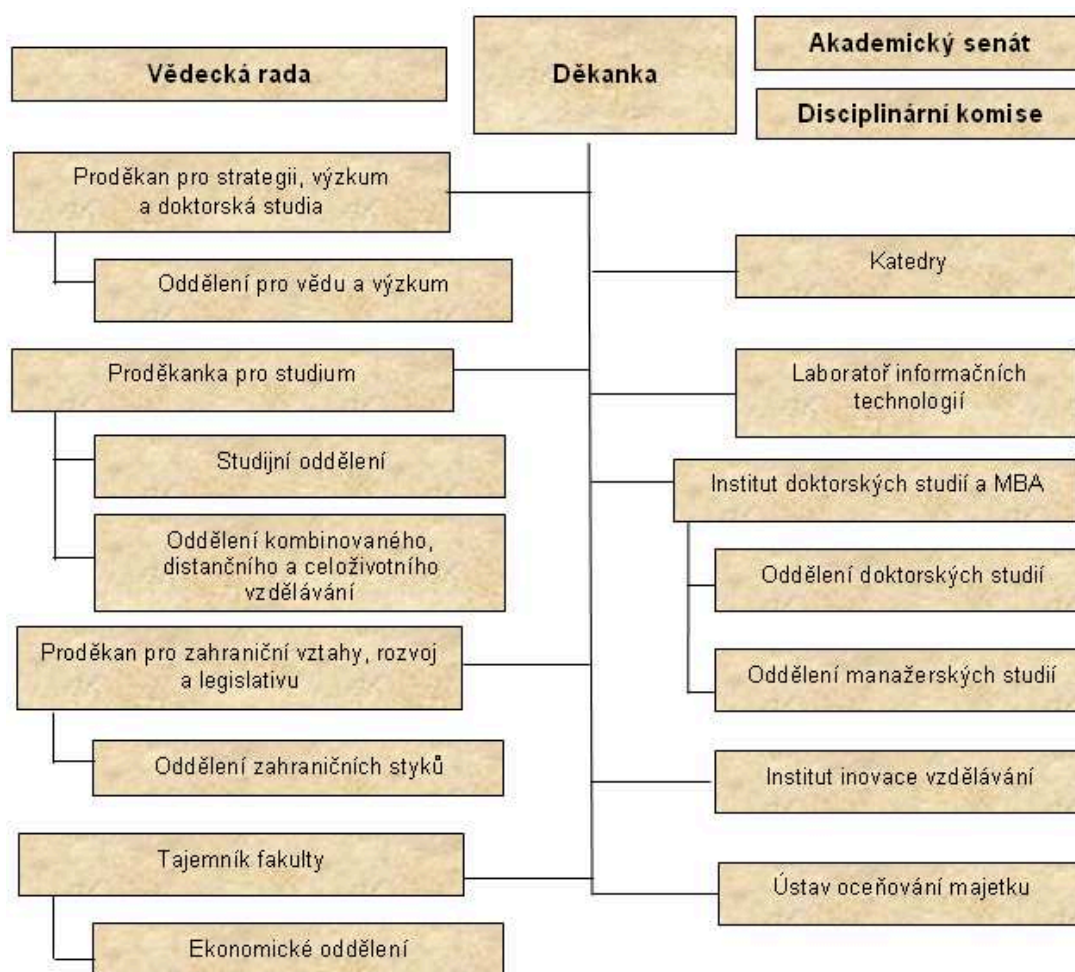 Vědecká rada
Děkanka
Akademický senát
Disciplinární komise
Proděkan pro strategii, výzkum
a doktorská studia
Oddělení pro vědu a výzkum
Proděkanka pro studium
Studijní oddělení
Oddělení kombinovaného,
distančního a celoživotního
vzdělávání
Proděkan pro zahraniční vztahy, rozvoj
a legislativu
Oddělení zahraničních styků
Tajemník fakulty
Ekonomické oddělení
Katedry
Laboratoř informačních
technologií
Institut doktorských studií a MBA
Oddělení doktorských studií
Oddělení manažerských studií
Institut inovace vzdělávání
Ústav oceňování majetku